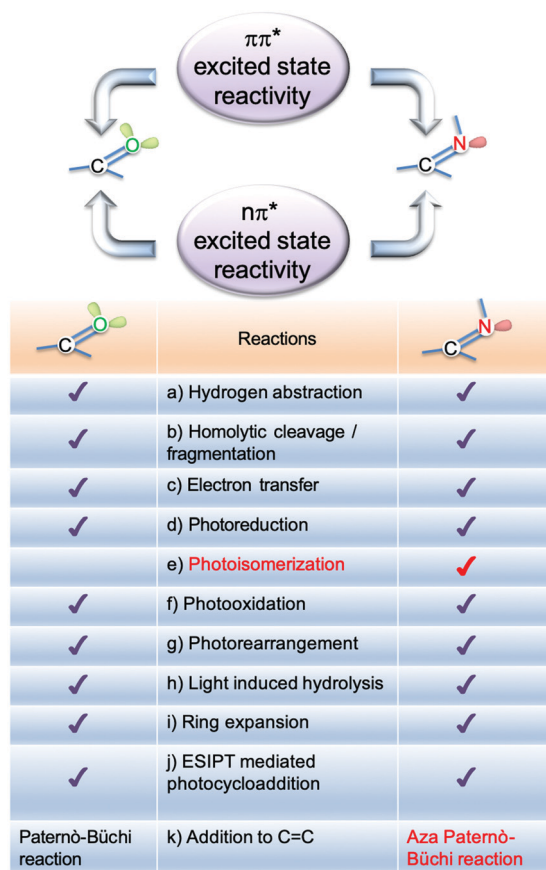 ππ*
excited state
reactivity
C
O
C
N
nπ*
excited state
reactivity
C
O
Reactions
C
N
✓ a) Hydrogen abstraction ✓
✓ b) Homolytic cleavage / ✓
fragmentation
✓ c) Electron transfer ✓
✓ d) Photoreduction ✓
e) Photoisomerization ✓
✓ f) Photooxidation ✓
✓ g) Photorearrangement ✓
✓ h) Light induced hydrolysis ✓
✓ i) Ring expansion ✓
✓ j) ESIPT mediated ✓
photocycloaddition
Paternò-Büchi k) Addition to C=C Aza Paternò-
reaction Büchi reaction